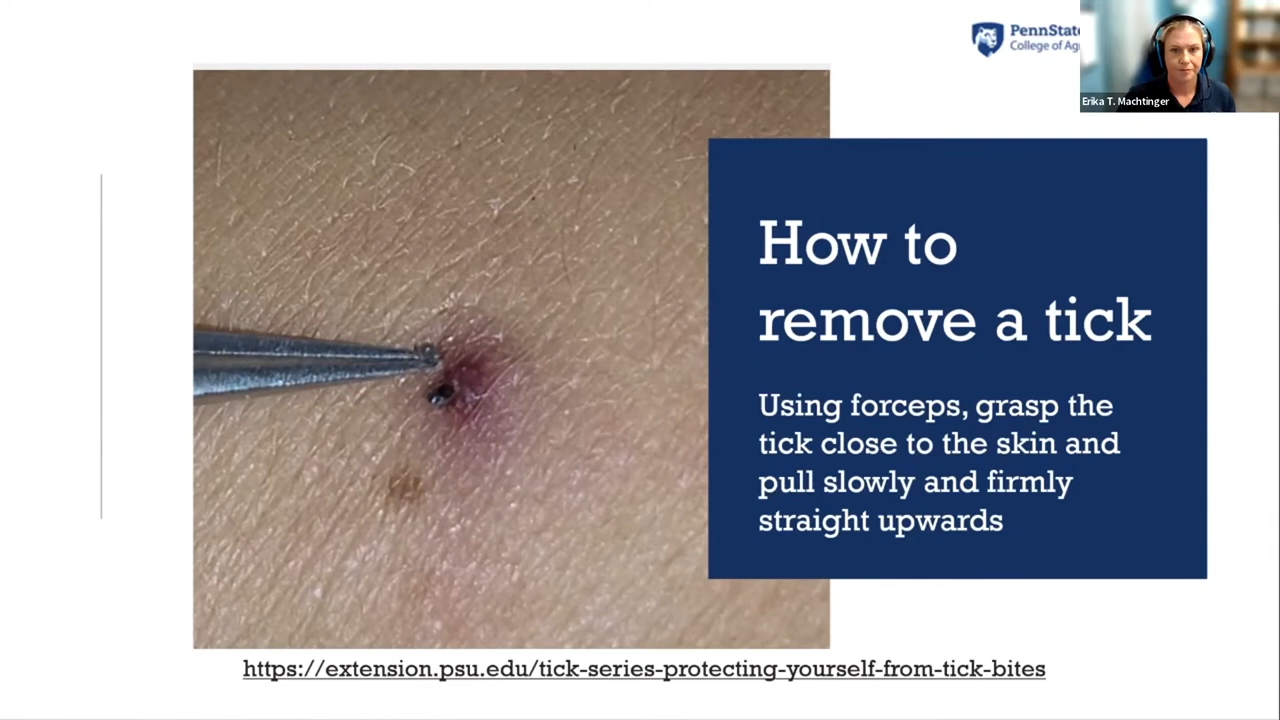 PennState
College of Ag
Erika T. Machtinger
How to
remove a tick
Using forceps, grasp the
tick close to the skin and
pull slowly and firmly
straight upwards
https://extension.psu.edu/tick-series-protecting-yourself-from-tick-bites